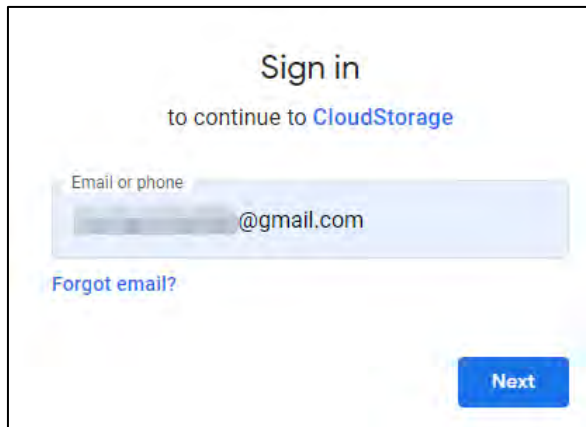 Sign in
to continue to CloudStorage
Email or phone
@gmail.com
Forgot email?
Next